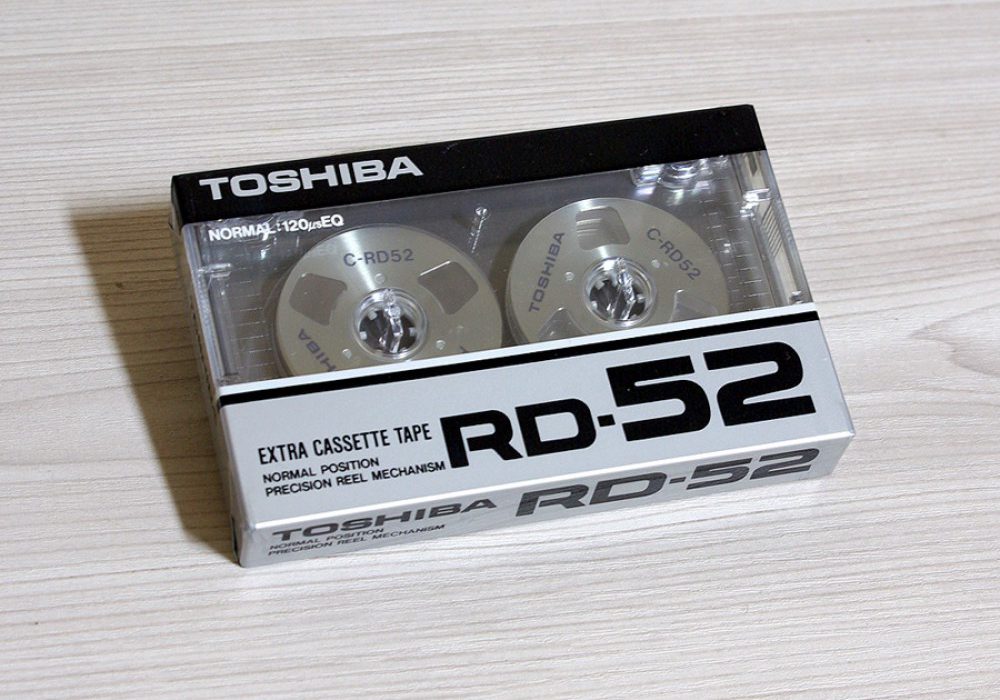 TOSHIBA
NORMAL:120μsEQ
C-RD52
TOSHIBA
C-RD52
HIBA
EXTRA CASSETTE TAPE
NORMAL POSITION
PRECISION REEL MECHANISM
RD-52
TOSHIBA
NORMAL POSITION
PRECISION REEL MECHANISM
RD-52